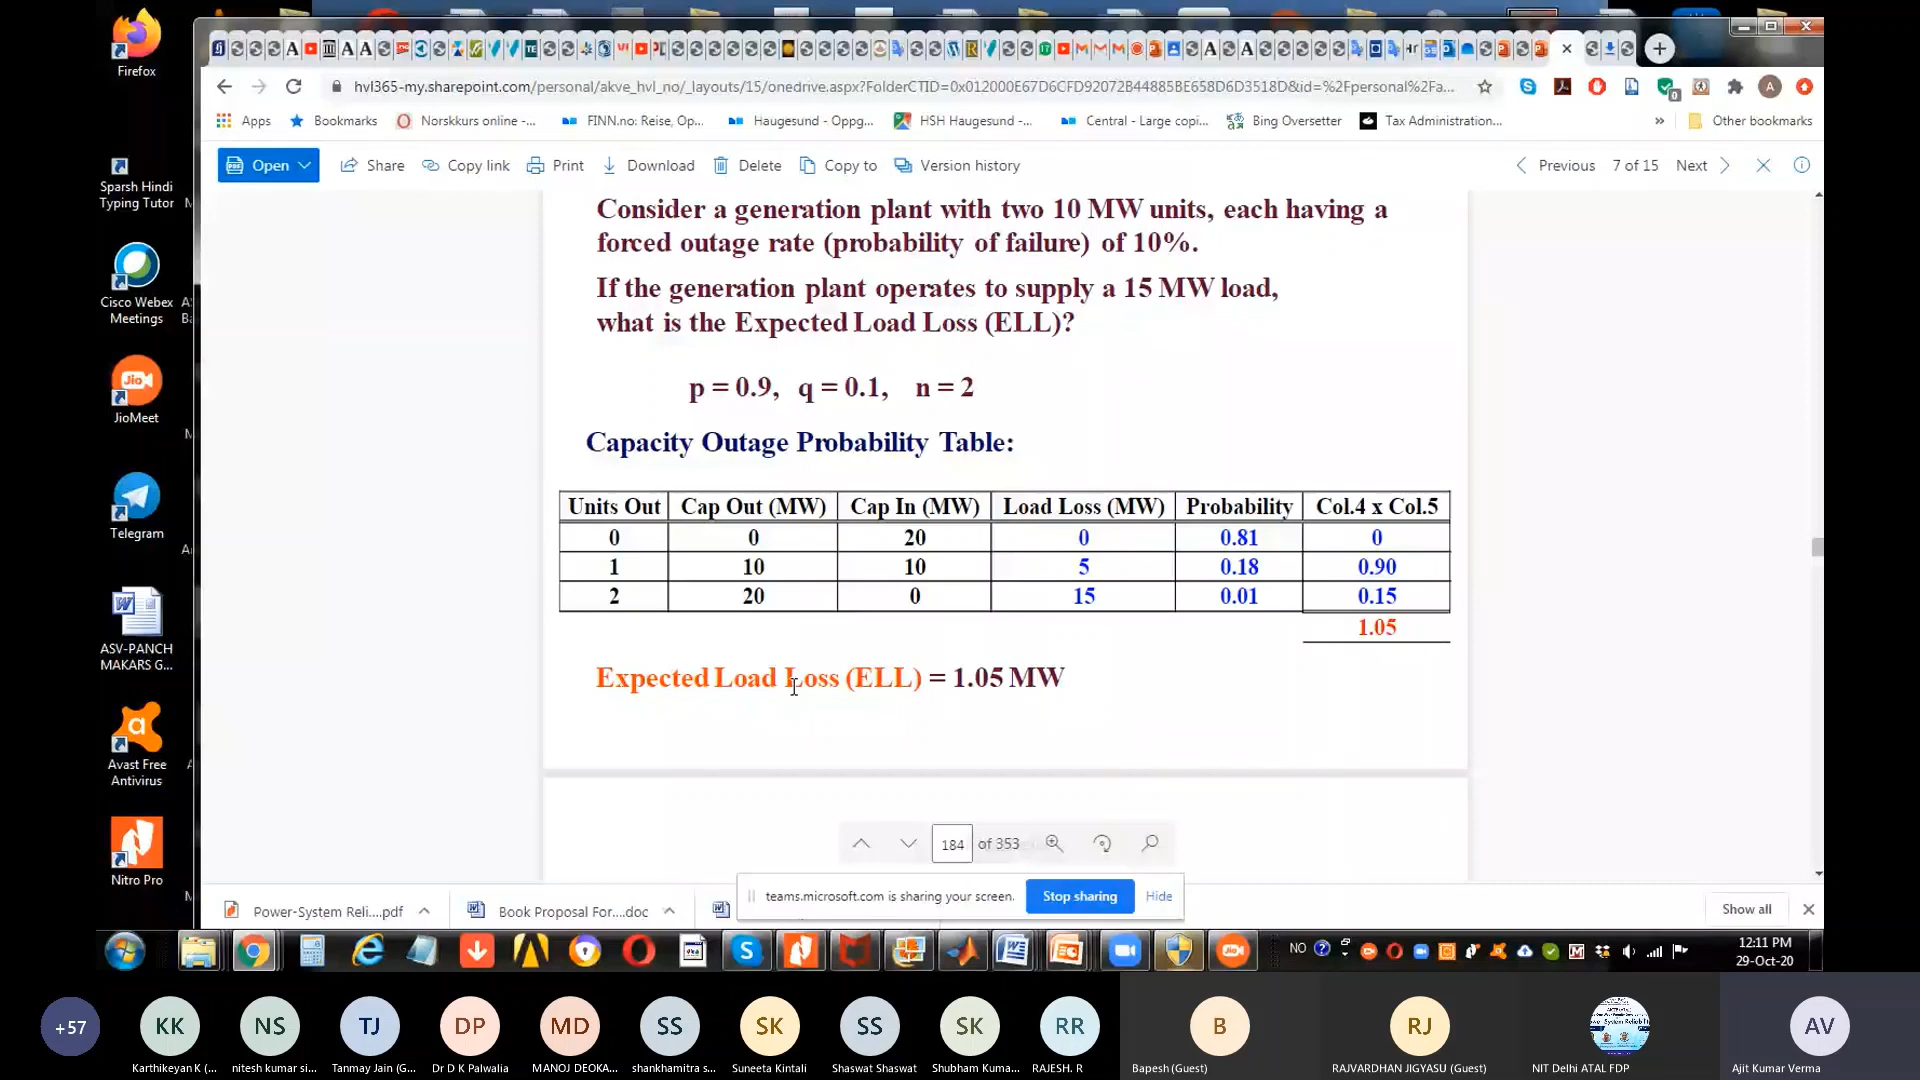 Firefox
hvl365-my.sharepoint.com/personal/akve_hvl_no/_layouts/15/onedrive.aspx?FolderCTID=0x012000E67D6CFD92072B44885BE658D6D3518D&id=%2Fpersonal%2Fa...
Apps
Bookmarks
Norskkurs online -...
FINN.no: Reise, Op...
Haugesund - Oppg...
HSH Haugesund -...
Central - Large copi...
Bing Oversetter
Tax Administration...
»
Other bookmarks
Open
Share
Copy link
Print
Download
Delete
Copy to
Version history
Previous
7 of 15
Next
Sparsh Hindi
Typing Tutor
Cisco Webex
Meetings
JioMeet
Telegram
ASV-PANCH
MAKARS G...
Avast Free
Antivirus
Nitro Pro
Consider a generation plant with two 10 MW units, each having a
forced outage rate (probability of failure) of 10%.
If the generation plant operates to supply a 15 MW load,
what is the Expected Load Loss (ELL)?
p = 0.9, q = 0.1, n = 2
Capacity Outage Probability Table:
Units Out Cap Out (MW) Cap In (MW) Load Loss (MW) Probability Col.4 x Col.5
0 0 20 0 0.81 0
1 10 10 5 0.18 0.90
2 20 0 15 0.01 0.15
1.05
Expected Load Loss (ELL) = 1.05 MW
184 of 353
teams.microsoft.com is sharing your screen.
Stop sharing
Hide
Power-System Reli....pdf
Book Proposal For....doc
Show all
NO
12:11 PM
29-Oct-20
+57
KK
NS
TJ
DP
MD
SS
SK
SS
SK
RR
B
RJ
AV
Karthikeyan K (...
nitesh kumar si...
Tanmay Jain (G...
Dr D K Palwalia
MANOJ DEOKA...
shankhamitra s...
Suneeta Kintali
Shaswat Shaswat
Shubham Kuma...
RAJESH. R
Bapesh (Guest)
RAJVARDHAN JIGYASU (Guest)
NIT Delhi ATAL FDP
Ajit Kumar Verma